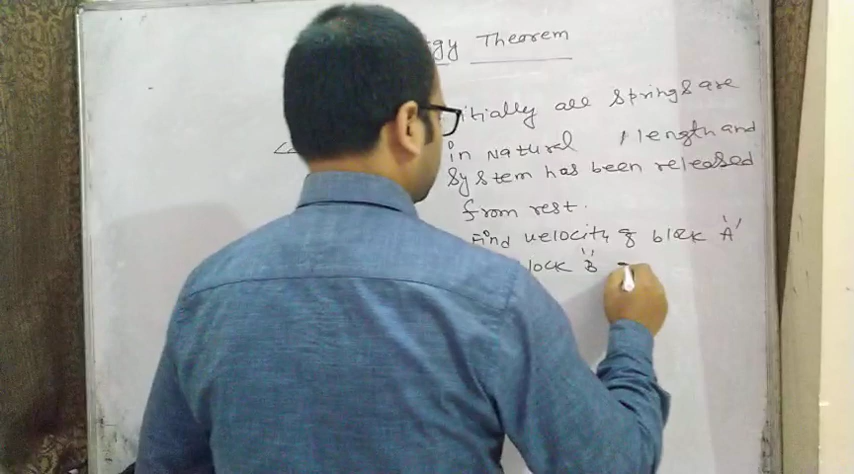 gy Theorem
itially all springs are
in natural length and
system has been released
from rest.
Find velocity of block 'A'
lock 'B'